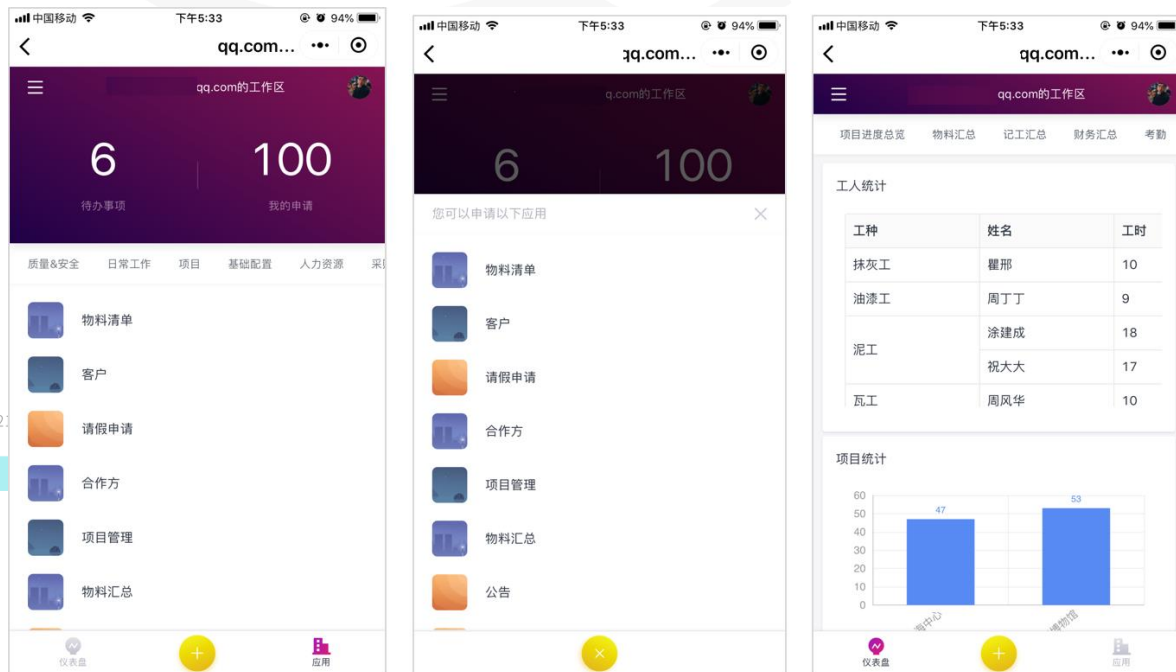 中国移动 下午5:33 94%
qq.com...
qq.com的工作区
6 100
待办事项 我的申请
质量&安全 日常工作 项目 基础配置 人力资源
物料清单
客户
请假申请
合作方
项目管理
物料汇总
仪表盘 应用
中国移动 下午5:33 94%
qq.com...
q.com的工作区
6 100
您可以申请以下应用
物料清单
客户
请假申请
合作方
项目管理
物料汇总
公告
中国移动 下午5:33 94%
qq.com...
qq.com的工作区
项目进度总览 物料汇总 记工汇总 财务汇总 考勤
工人统计
工种 姓名 工时
抹灰工 瞿邢 10
油漆工 周丁丁 9
泥工 涂建成 18
祝大大 17
瓦工 周风华 10
项目统计
60
50
40
30
20
10
0
47 53
海中心 博物馆
仪表盘 应用